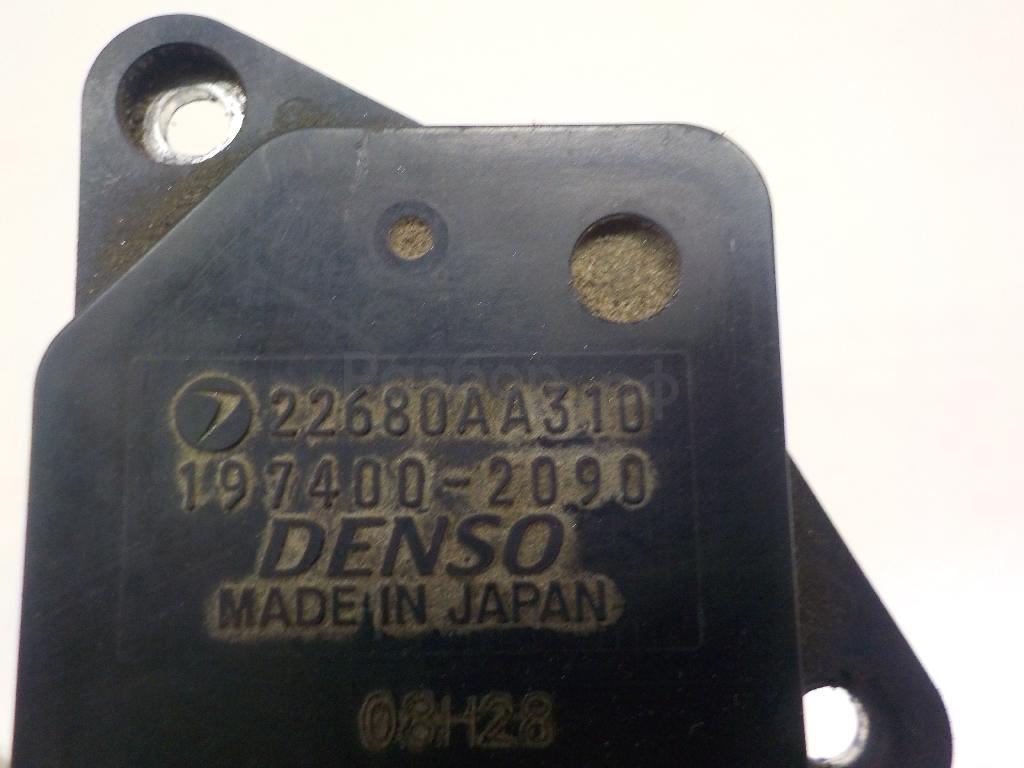 22680AA310
197400-2090
DENSO
MADE IN JAPAN
08H28